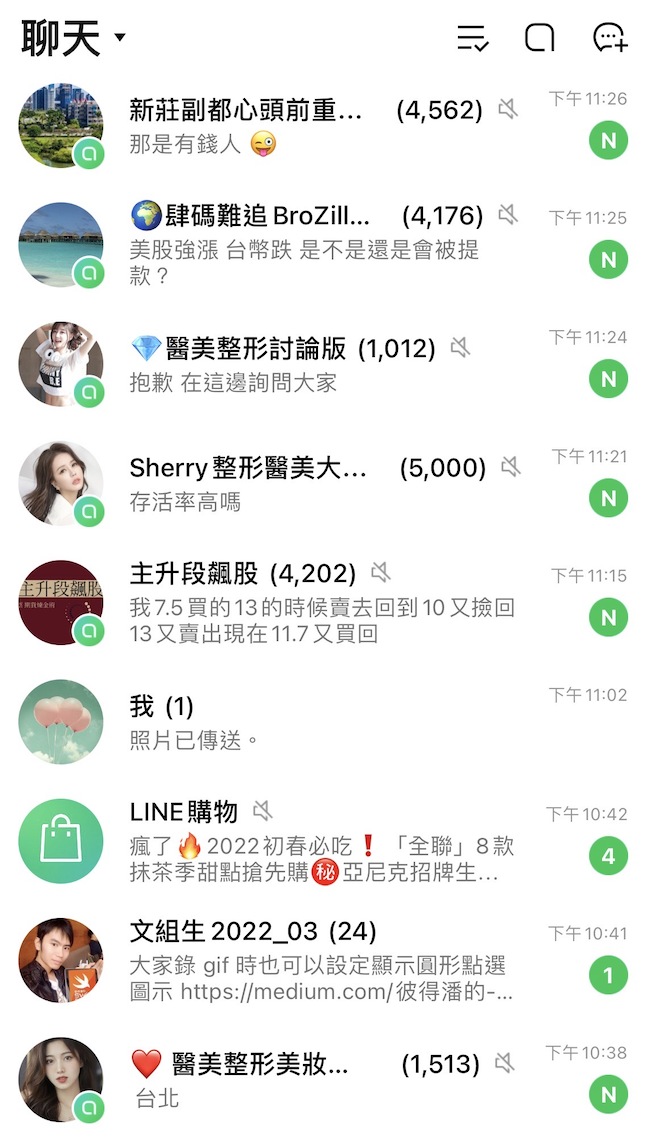 聊天
新莊副都心頭前重... (4,562) 下午 11:26
那是有錢人 😜 N
🌍肆碼難追 BroZill... (4,176) 下午 11:25
美股強漲 台幣跌 是不是還是會被提 N
款？
💎醫美整形討論版 (1,012) 下午 11:24
抱歉 在這邊詢問大家 N
Sherry 整形醫美大... (5,000) 下午 11:21
存活率高嗎 N
主升段飆股 (4,202) 下午 11:15
我 7.5 買的 13 的時候賣去回到 10 又撿回 N
13 又賣出現在 11.7 又買回
主升段飆股
我 (1) 下午 11:02
照片已傳送。
LINE購物 下午 10:42
瘋了🔥2022初春必吃❗「全聯」8款 4
抹茶季甜點搶先購㊙️亞尼克招牌生...
文組生 2022_03 (24) 下午 10:41
大家錄 gif 時也可以設定顯示圓形點選 1
圖示 https://medium.com/彼得潘的-...
❤️ 醫美整形美妝... (1,513) 下午 10:38
台北 N